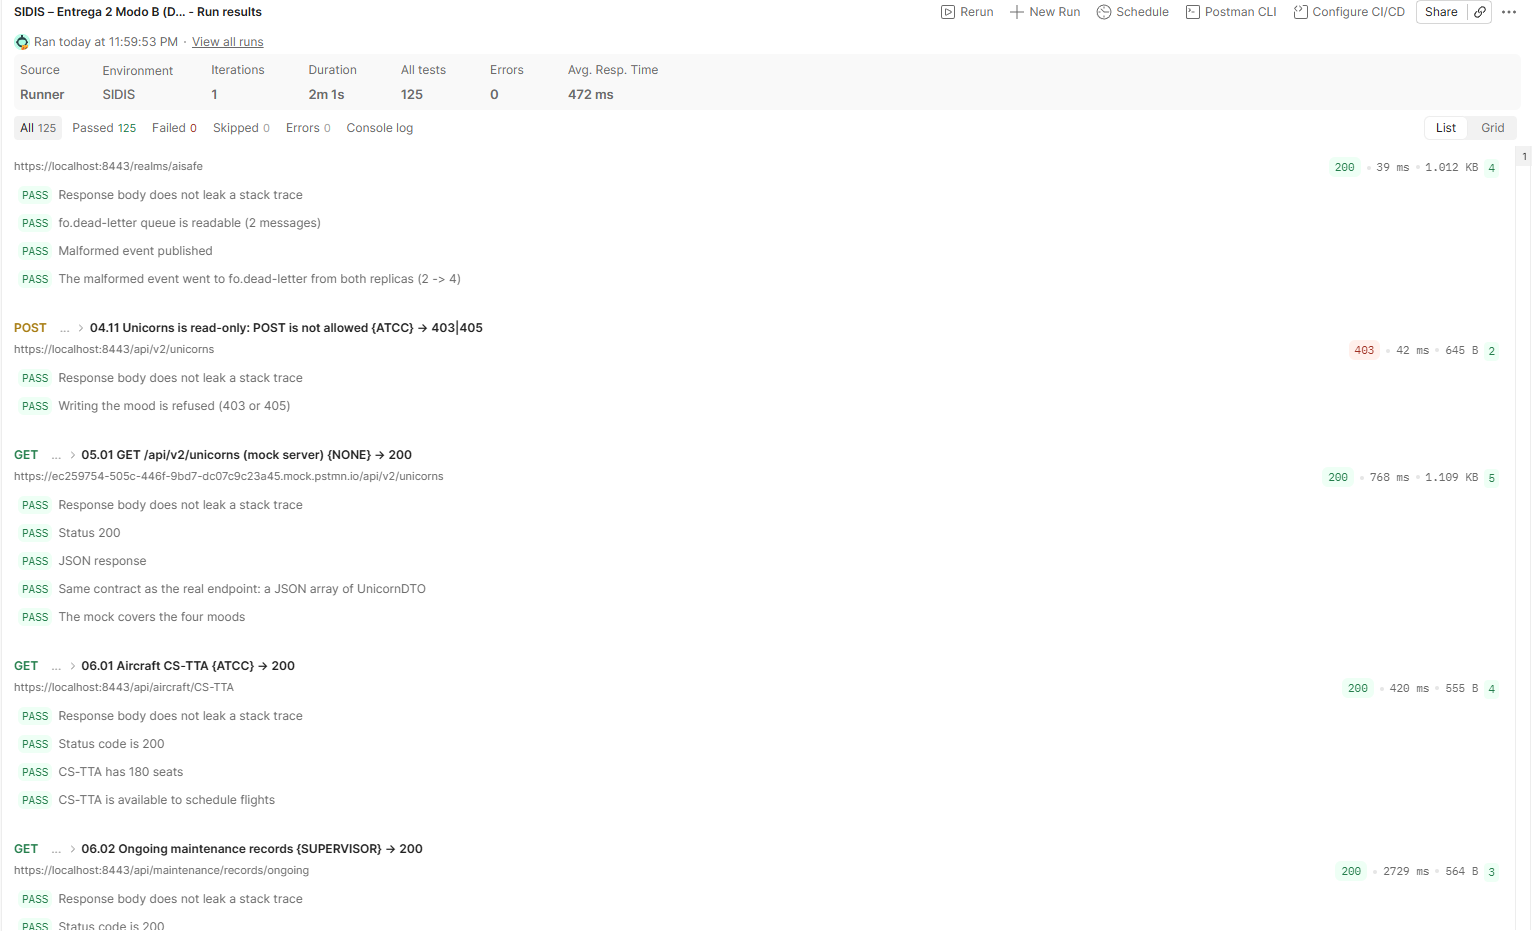 SIDIS – Entrega 2 Modo B (D... - Run results
Rerun New Run Schedule Postman CLI Configure CI/CD Share
Ran today at 11:59:53 PM · View all runs
Source Environment Iterations Duration All tests Errors Avg. Resp. Time
Runner SIDIS 1 2m 1s 125 0 472 ms
All 125 Passed 125 Failed 0 Skipped 0 Errors 0 Console log List Grid
1
https://localhost:8443/realms/aisafe 200 • 39 ms • 1.012 KB 4
PASS Response body does not leak a stack trace
PASS fo.dead-letter queue is readable (2 messages)
PASS Malformed event published
PASS The malformed event went to fo.dead-letter from both replicas (2 -> 4)
POST ... > 04.11 Unicorns is read-only: POST is not allowed {ATCC} → 403|405
https://localhost:8443/api/v2/unicorns 403 • 42 ms • 645 B 2
PASS Response body does not leak a stack trace
PASS Writing the mood is refused (403 or 405)
GET ... > 05.01 GET /api/v2/unicorns (mock server) {NONE} → 200
https://ec259754-505c-446f-9bd7-dc07c9c23a45.mock.pstmn.io/api/v2/unicorns 200 • 768 ms • 1.109 KB 5
PASS Response body does not leak a stack trace
PASS Status 200
PASS JSON response
PASS Same contract as the real endpoint: a JSON array of UnicornDTO
PASS The mock covers the four moods
GET ... > 06.01 Aircraft CS-TTA {ATCC} → 200
https://localhost:8443/api/aircraft/CS-TTA 200 • 420 ms • 555 B 4
PASS Response body does not leak a stack trace
PASS Status code is 200
PASS CS-TTA has 180 seats
PASS CS-TTA is available to schedule flights
GET ... > 06.02 Ongoing maintenance records {SUPERVISOR} → 200
https://localhost:8443/api/maintenance/records/ongoing 200 • 2729 ms • 564 B 3
PASS Response body does not leak a stack trace
PASS Status code is 200